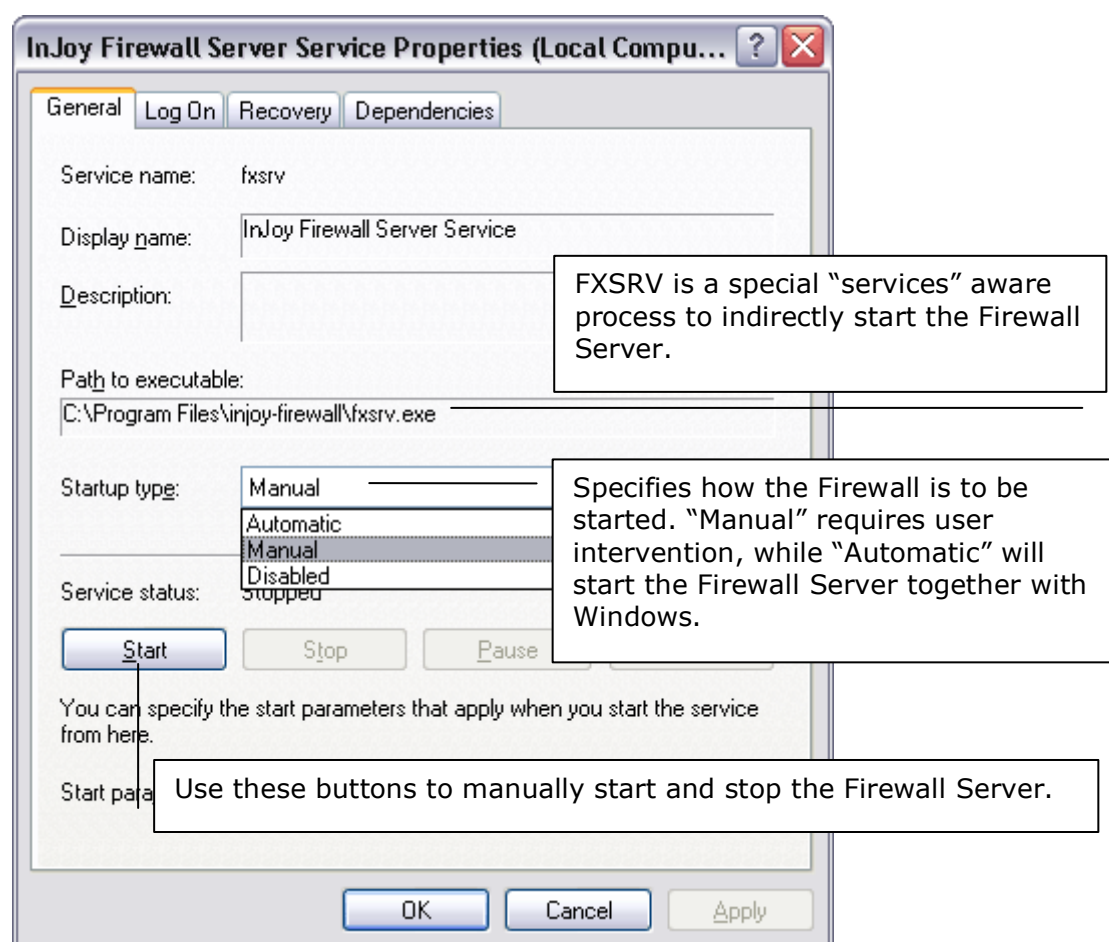 InJoy Firewall Server Service Properties (Local Compu...
General Log On Recovery Dependencies
Service name: fxsrv
Display name: InJoy Firewall Server Service
Description:
FXSRV is a special “services” aware
process to indirectly start the Firewall
Server.
Path to executable:
C:\Program Files\injoy-firewall\fxsrv.exe
Startup type: Manual
Automatic
Manual
Disabled
Specifies how the Firewall is to be
started. “Manual” requires user
intervention, while “Automatic” will
start the Firewall Server together with
Windows.
Service status: Stopped
Start Stop Pause
You can specify the start parameters that apply when you start the service
from here.
Start para
Use these buttons to manually start and stop the Firewall Server.
OK Cancel Apply